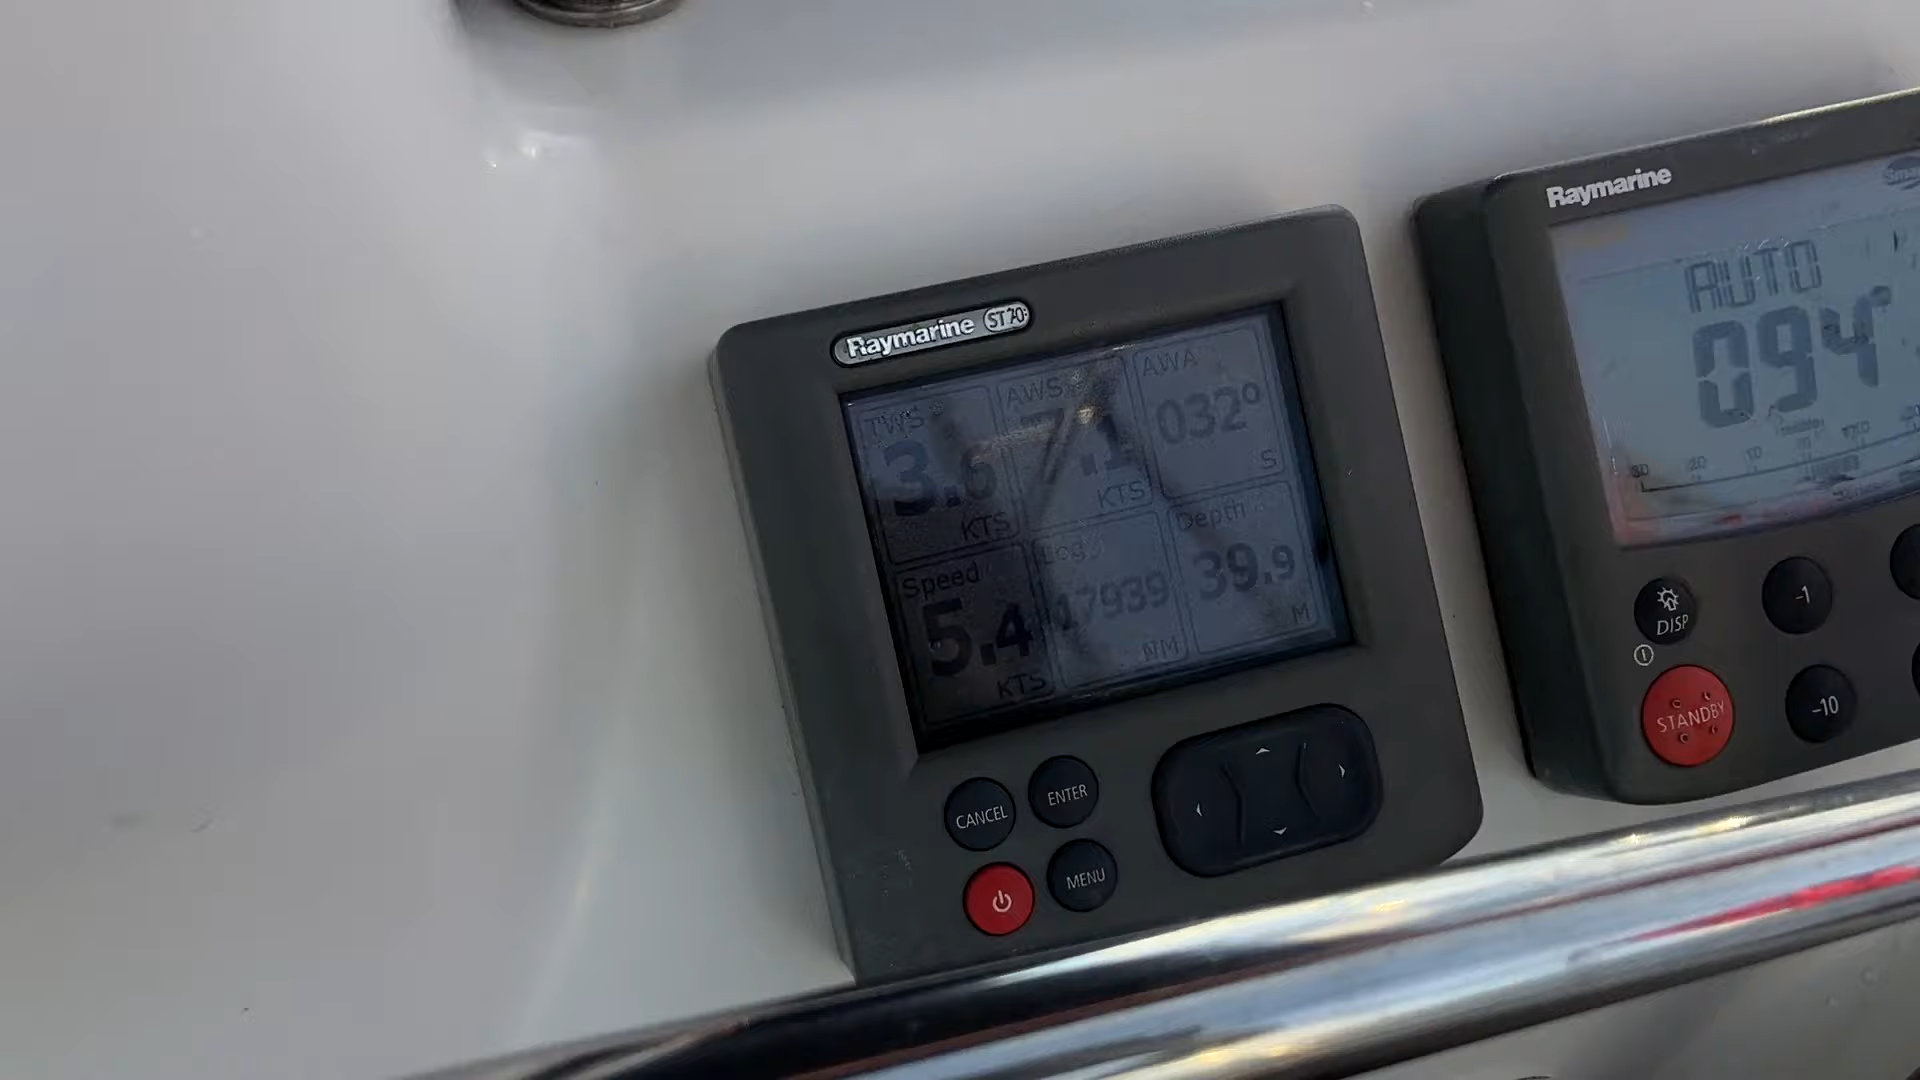 Raymarine ST70
TWS
3.6
KTS
AWS
7.1
KTS
AWA
032°
S
Speed
5.4
KTS
Log
17939
NM
Depth
39.9
M
CANCEL
ENTER
MENU
Raymarine
AUTO
094°
DISP
-1
STANDBY
-10